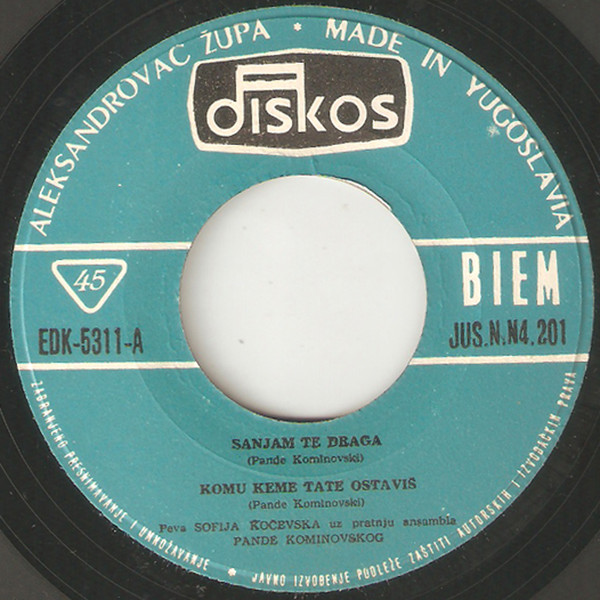 ALEKSANDROVAC ŽUPA * MADE IN YUGOSLAVIA
diskos
45
BIEM
EDK-5311-A
JUS.N.N4.201
SANJAM TE DRAGA
(Pande Kominovski)
KOMU KEME TATE OSTAVIŠ
(Pande Kominovski)
Peva SOFIJA KOČEVSKA uz pratnju ansambla
PANDE KOMINOVSKOG
ZABRANJENO PRESNIMAVANJE I UMNOŽAVANJE * JAVNO IZVOĐENJE PODLEŽE ZAŠTITI AUTORSKIH I IZVOĐAČKIH PRAVA